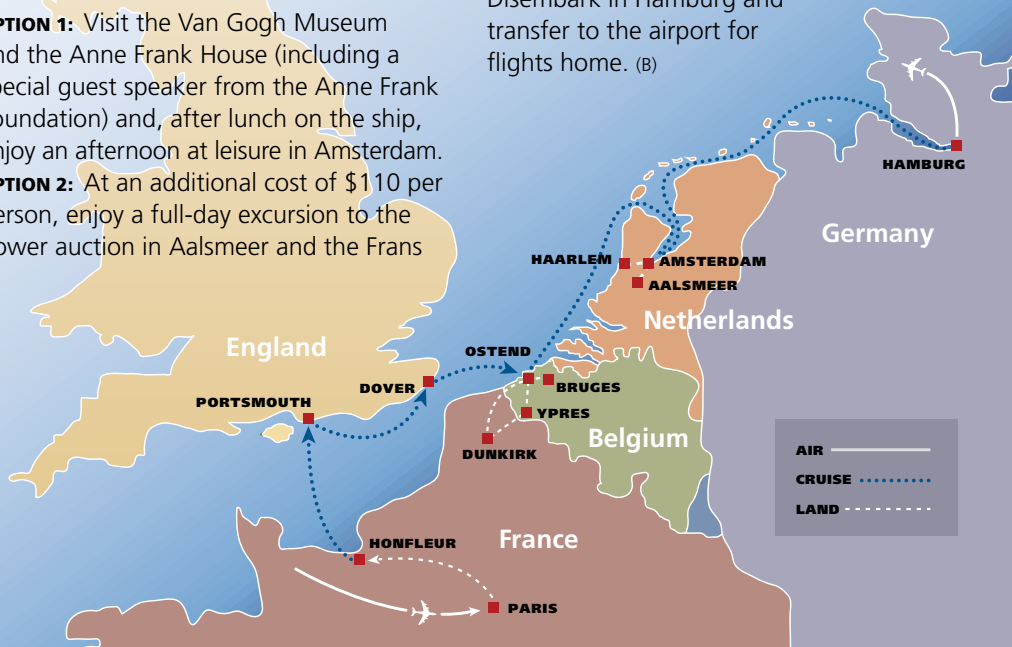 PTION 1: Visit the Van Gogh Museum
nd the Anne Frank House (including a
pecial guest speaker from the Anne Frank
oundation) and, after lunch on the ship,
njoy an afternoon at leisure in Amsterdam.
PTION 2: At an additional cost of $110 per
erson, enjoy a full-day excursion to the
ower auction in Aalsmeer and the Frans
Disembark in Hamburg and
transfer to the airport for
flights home. (B)
HAMBURG
Germany
HAARLEM
AMSTERDAM
AALSMEER
Netherlands
England
OSTEND
DOVER
BRUGES
PORTSMOUTH
YPRES
Belgium
DUNKIRK
AIR
CRUISE
LAND
HONFLEUR
France
PARIS